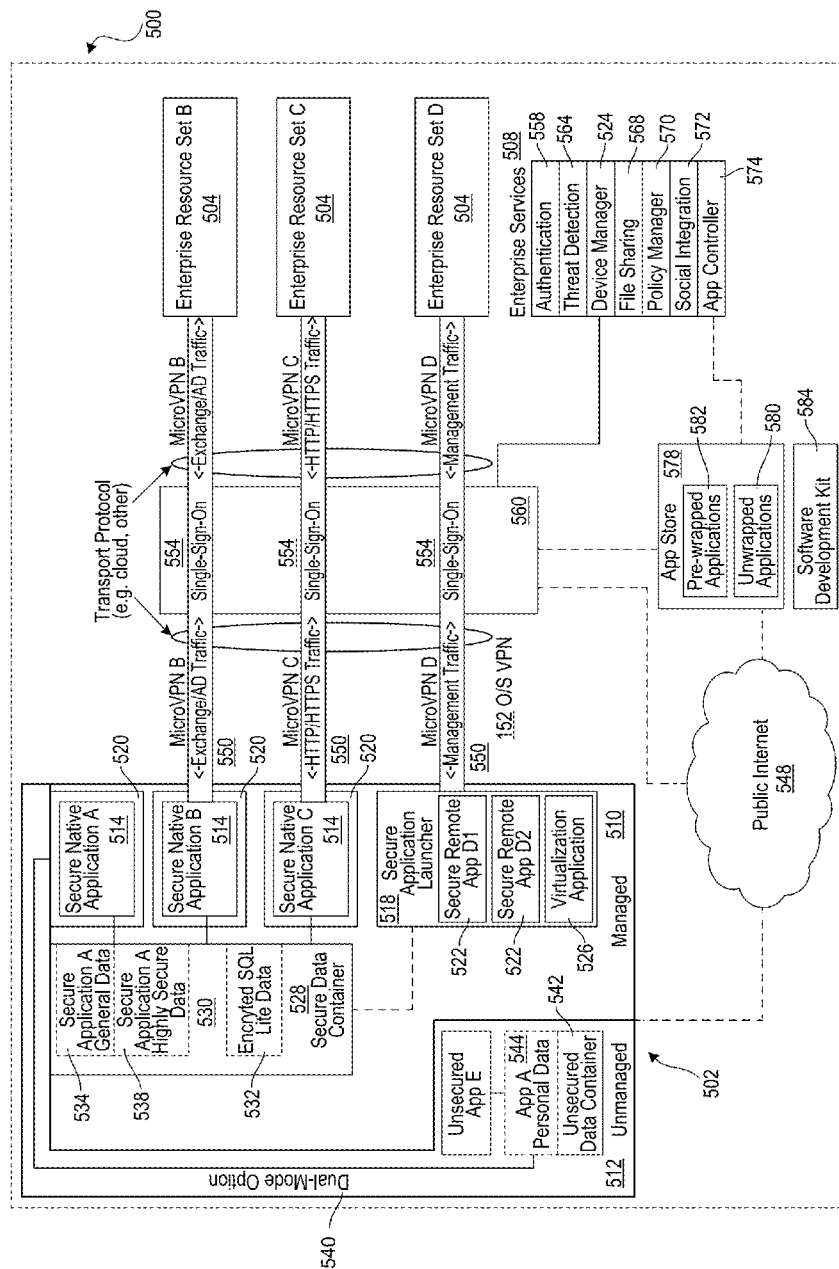 500
Enterprise Resource Set B
504
Enterprise Resource Set C
504
Enterprise Resource Set D
504
Enterprise Services
508
Authentication
558
Threat Detection
564
Device Manager
524
File Sharing
568
Policy Manager
570
Social Integration
572
App Controller
574
Transport Protocol
(e.g. cloud, other)
MicroVPN B
<-Exchange/AD Traffic->
MicroVPN C
<-HTTP/HTTPS Traffic->
MicroVPN D
<-Management Traffic->
554
Single-Sign-On
554
Single-Sign-On
554
Single-Sign-On
560
MicroVPN B
<-Exchange/AD Traffic->
550
MicroVPN C
<-HTTP/HTTPS Traffic->
550
MicroVPN D
<-Management Traffic->
550
152 O/S VPN
App Store
578
Pre-wrapped
Applications
582
Unwrapped
Applications
580
Software
Development Kit
584
Public Internet
548
Secure Native
Application A
514
520
Secure Native
Application B
514
520
Secure Native
Application C
514
520
518
Secure
Application
Launcher
Secure Remote
App D1
522
Secure Remote
App D2
522
Virtualization
Application
526
510
Managed
Secure
Application A
General Data
534
Secure
Application A
Highly Secure
Data
538
530
Encryted SQL
Life Data
532
528
Secure Data
Container
Unsecured
App E
544
App A
Personal Data
Unsecured
Data Container
542
Unmanaged
512
502
Dual-Mode Option
540